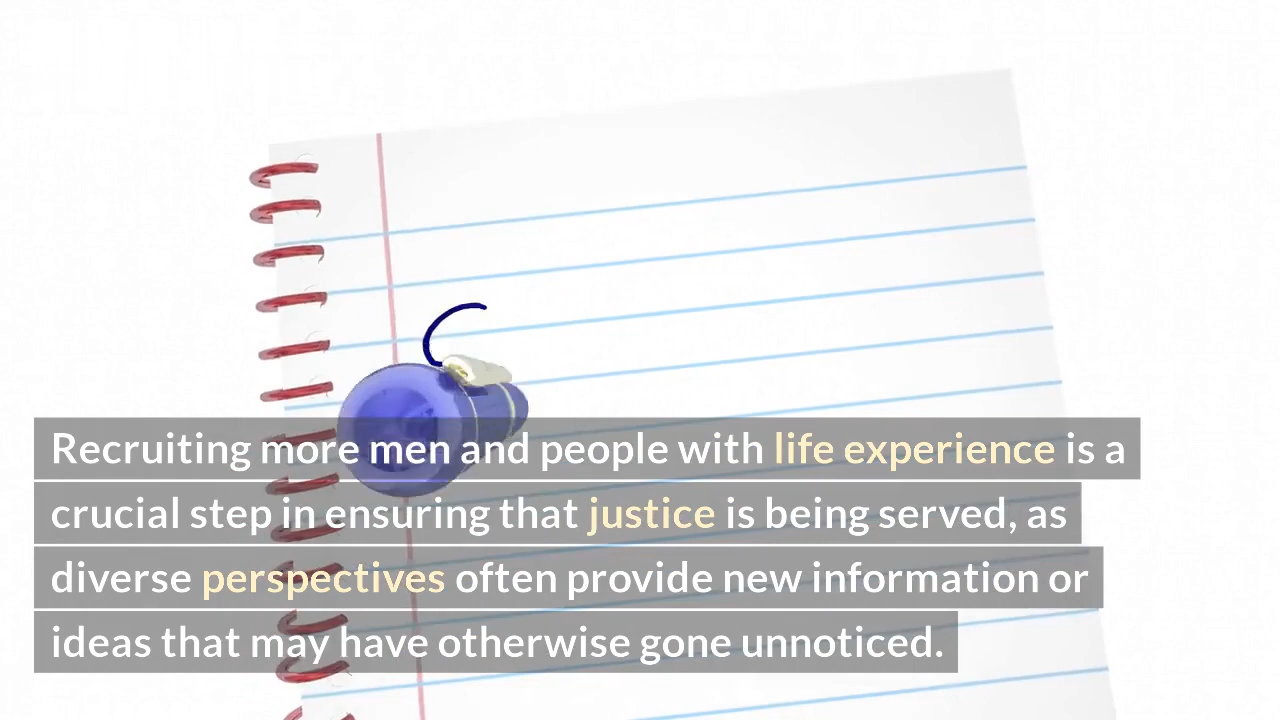 Recruiting more men and people with life experience is a
crucial step in ensuring that justice is being served, as
diverse perspectives often provide new information or
ideas that may have otherwise gone unnoticed.